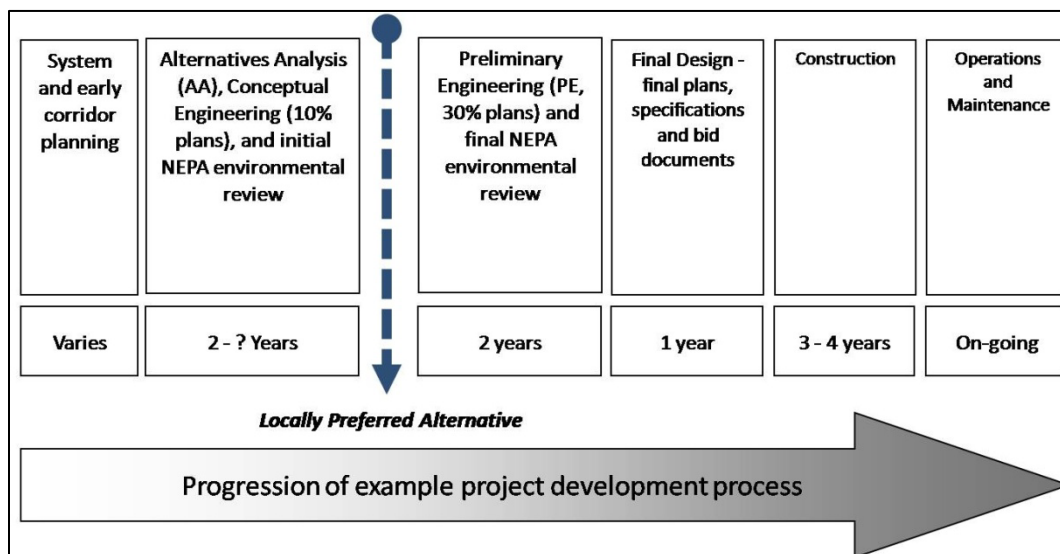 System
and early
corridor
planning
Alternatives Analysis
(AA), Conceptual
Engineering (10%
plans), and initial
NEPA environmental
review
Preliminary
Engineering (PE,
30% plans) and
final NEPA
environmental
review
Final Design -
final plans,
specifications
and bid
documents
Construction
Operations
and
Maintenance
Varies
2 - ? Years
2 years
1 year
3 - 4 years
On-going
Locally Preferred Alternative
Progression of example project development process